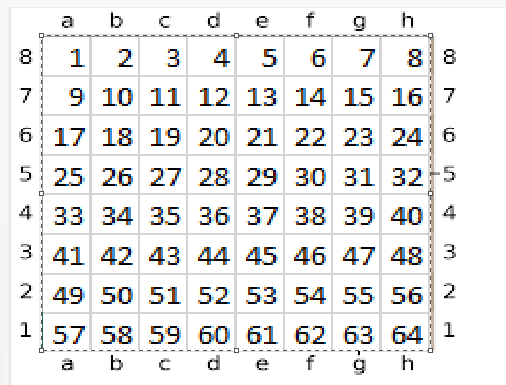 a b c d e f g h
8 1 2 3 4 5 6 7 8 8
7 9 10 11 12 13 14 15 16 7
6 17 18 19 20 21 22 23 24 6
5 25 26 27 28 29 30 31 32 5
4 33 34 35 36 37 38 39 40 4
3 41 42 43 44 45 46 47 48 3
2 49 50 51 52 53 54 55 56 2
1 57 58 59 60 61 62 63 64 1
a b c d e f g h